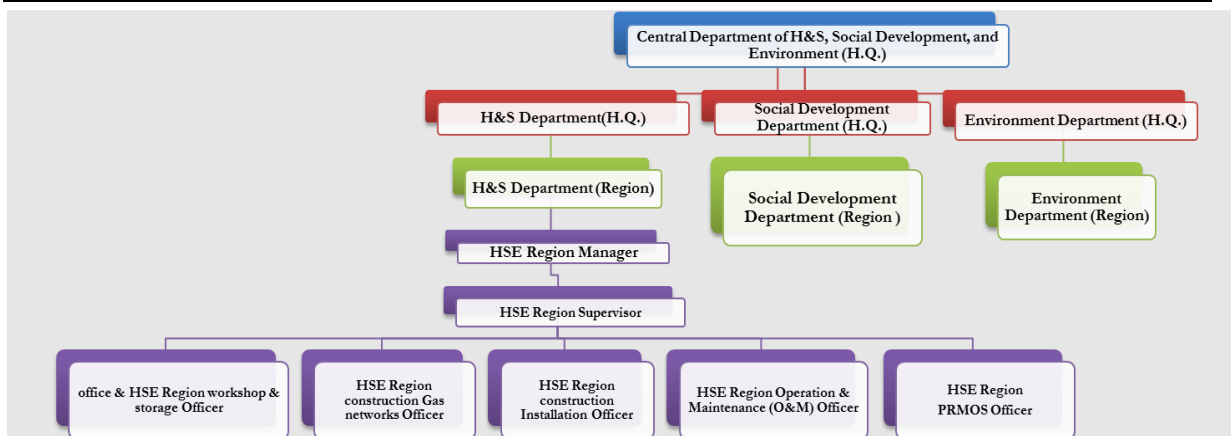 Central Department of H&S, Social Development, and
Environment (H.Q.)
H&S Department(H.Q.)
Social Development
Department (H.Q.)
Environment Department (H.Q.)
H&S Department (Region)
Social Development
Department (Region )
Environment
Department (Region)
HSE Region Manager
HSE Region Supervisor
office & HSE Region workshop &
storage Officer
HSE Region
construction Gas
networks Officer
HSE Region
construction
Installation Officer
HSE Region Operation &
Maintenance (O&M) Officer
HSE Region
PRMOS Officer